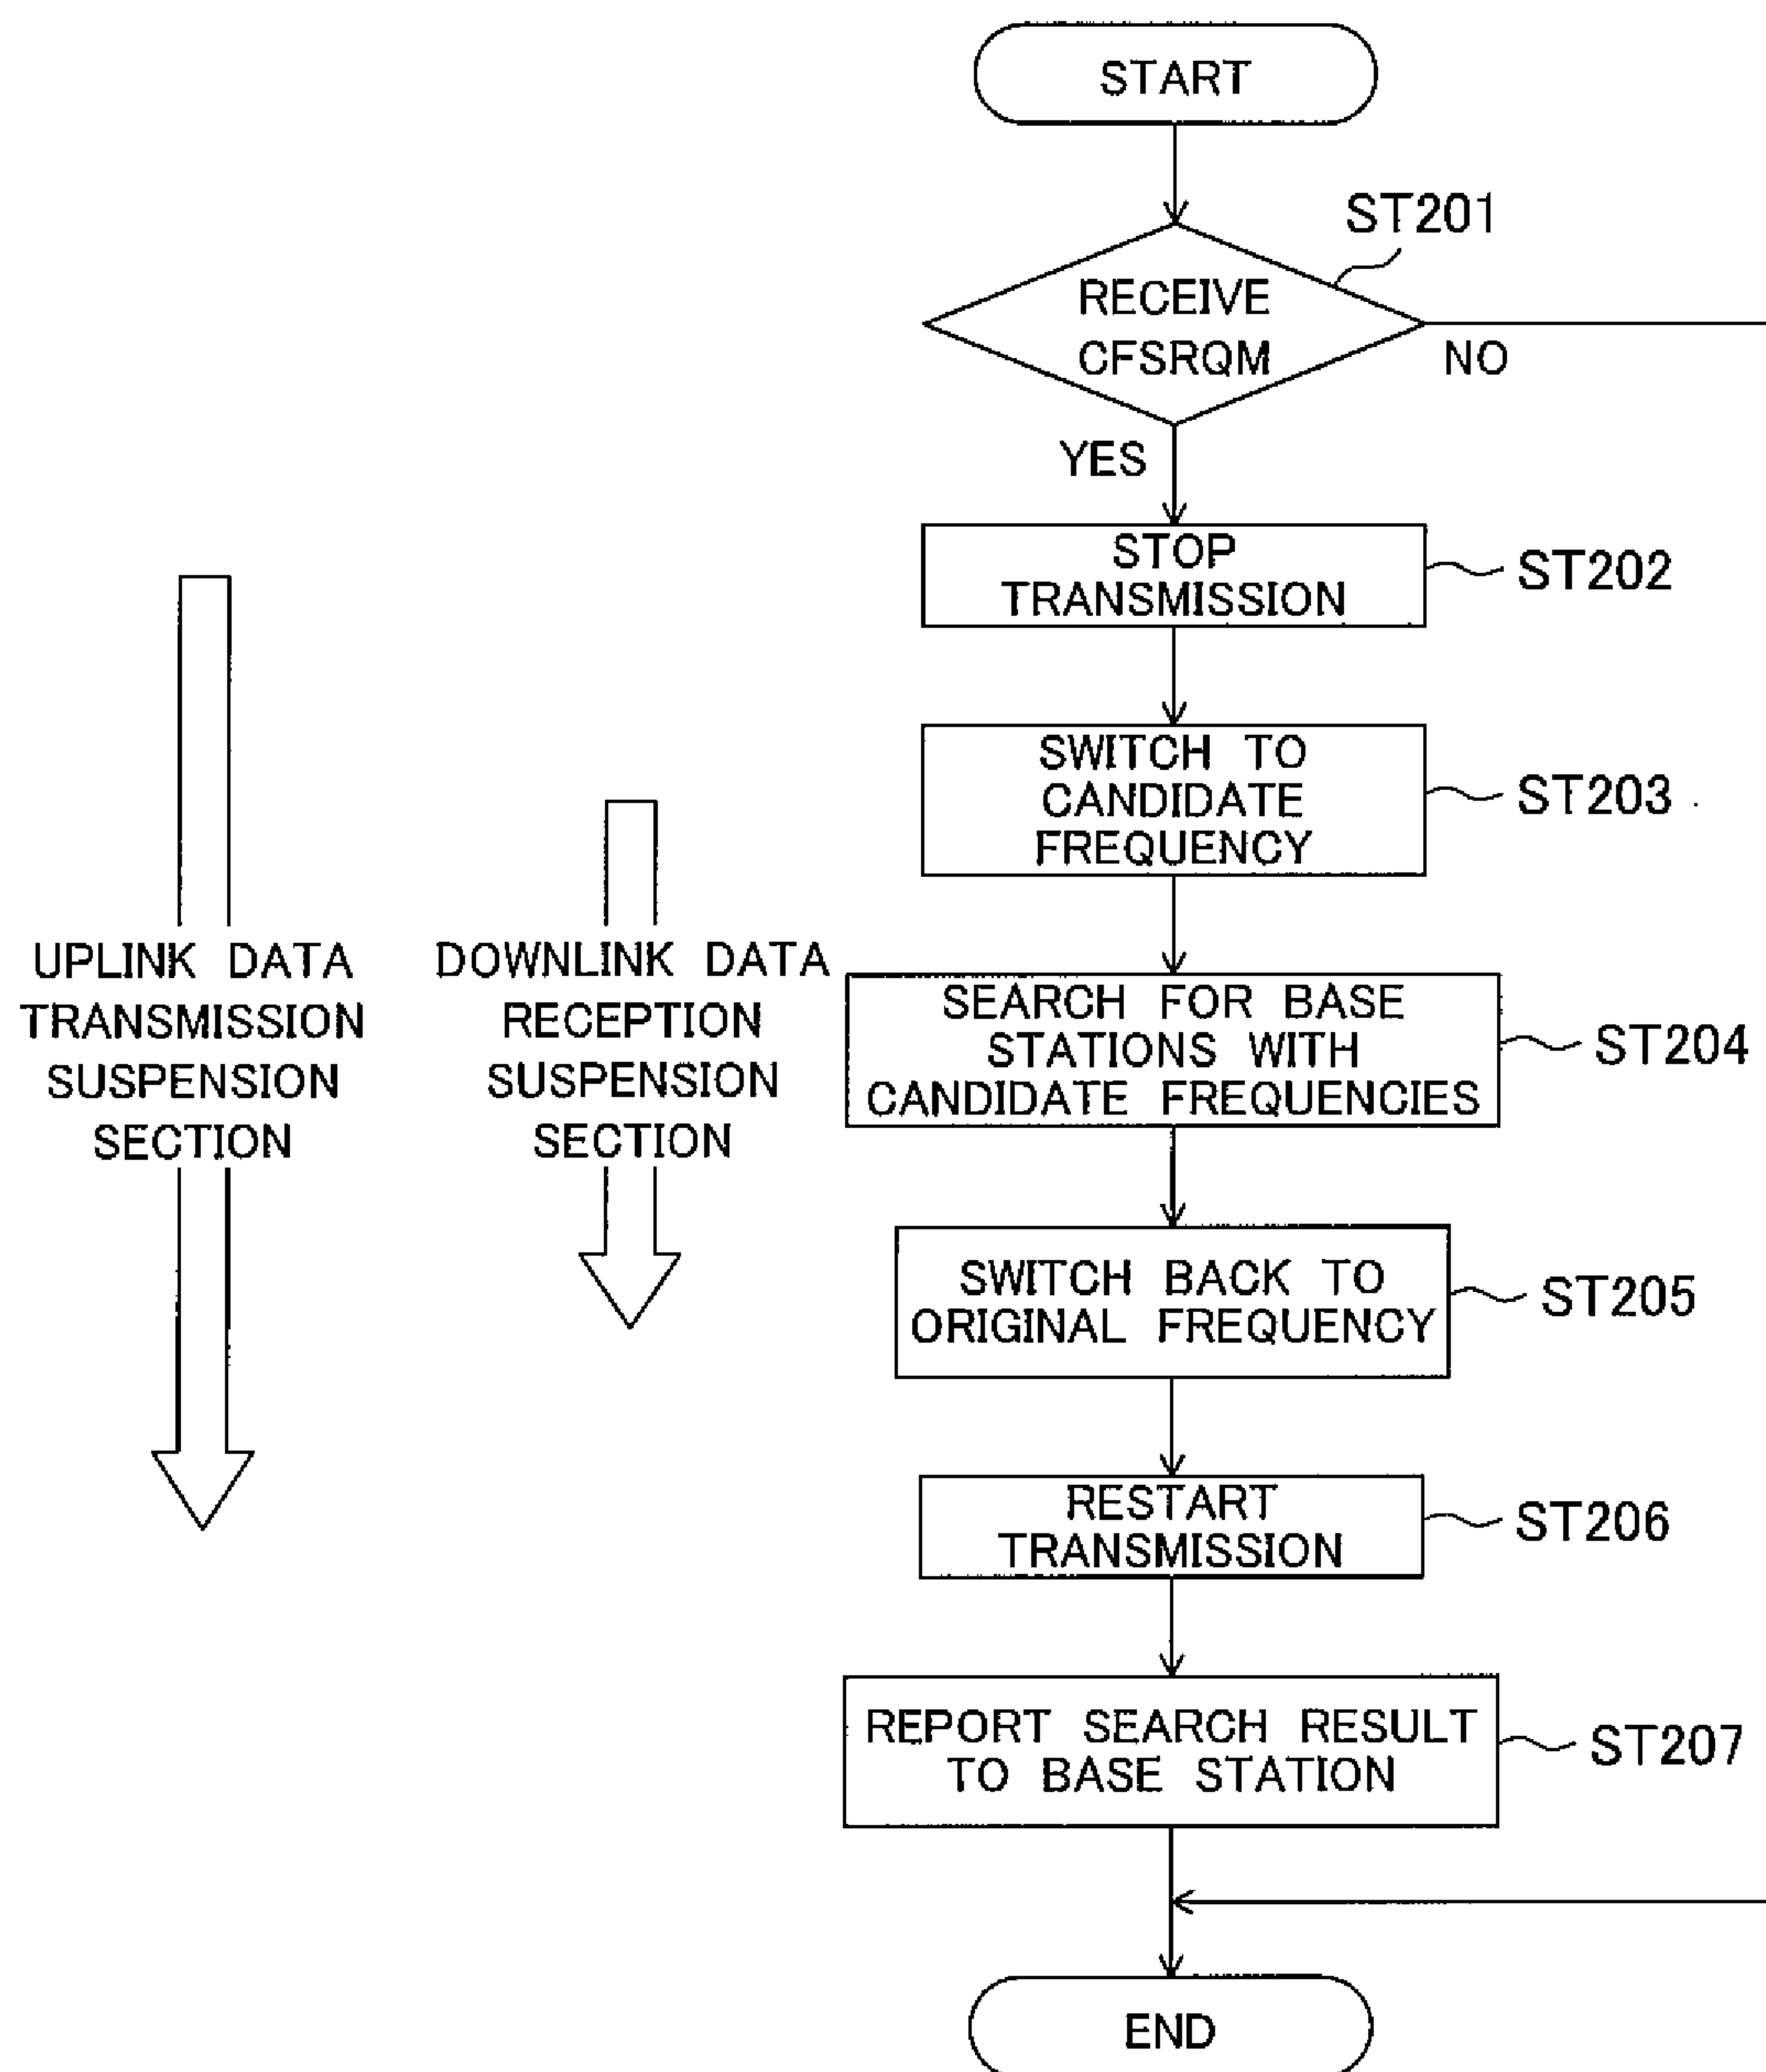 START
ST201
RECEIVE
CFSRQM
NO
YES
STOP
TRANSMISSION
ST202
SWITCH TO
CANDIDATE
FREQUENCY
ST203
UPLINK DATA
TRANSMISSION
SUSPENSION
SECTION
DOWNLINK DATA
RECEPTION
SUSPENSION
SECTION
SEARCH FOR BASE
STATIONS WITH
CANDIDATE FREQUENCIES
ST204
SWITCH BACK TO
ORIGINAL FREQUENCY
ST205
RESTART
TRANSMISSION
ST206
REPORT SEARCH RESULT
TO BASE STATION
ST207
END